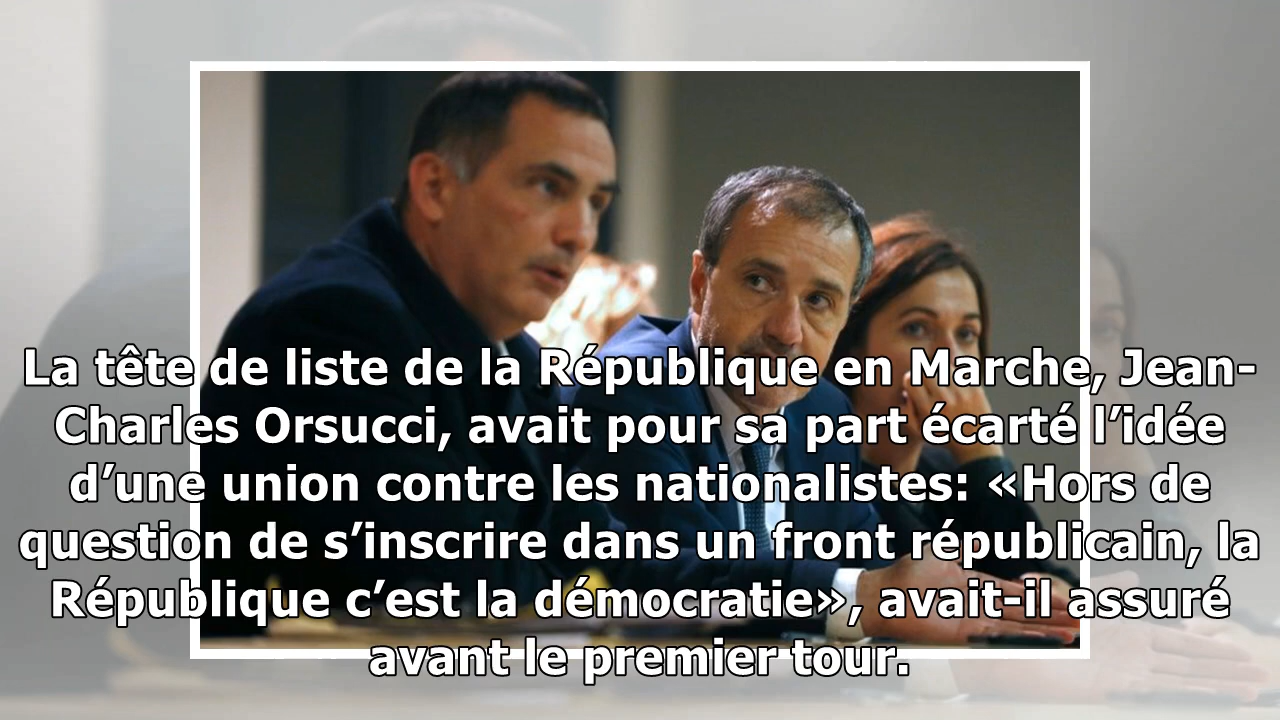 La tête de liste de la République en Marche, Jean-
Charles Orsucci, avait pour sa part écarté l’idée
d’une union contre les nationalistes: «Hors de
question de s’inscrire dans un front républicain, la
République c’est la démocratie», avait-il assuré
avant le premier tour.